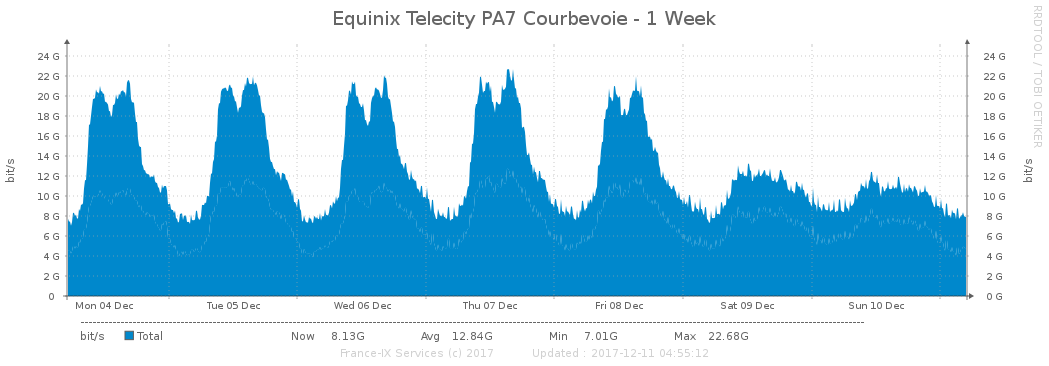 Equinix Telecity PA7 Courbevoie - 1 Week
RRDTOOL / TOBI OETIKER
bit/s
24 G
22 G
20 G
18 G
16 G
14 G
12 G
10 G
8 G
6 G
4 G
2 G
0
24 G
22 G
20 G
18 G
16 G
14 G
12 G
10 G
8 G
6 G
4 G
2 G
0 G
bit/s
Mon 04 Dec Tue 05 Dec Wed 06 Dec Thu 07 Dec Fri 08 Dec Sat 09 Dec Sun 10 Dec
bit/s Total Now 8.13G Avg 12.84G Min 7.01G Max 22.68G
France-IX Services (c) 2017 Updated : 2017-12-11 04:55:12